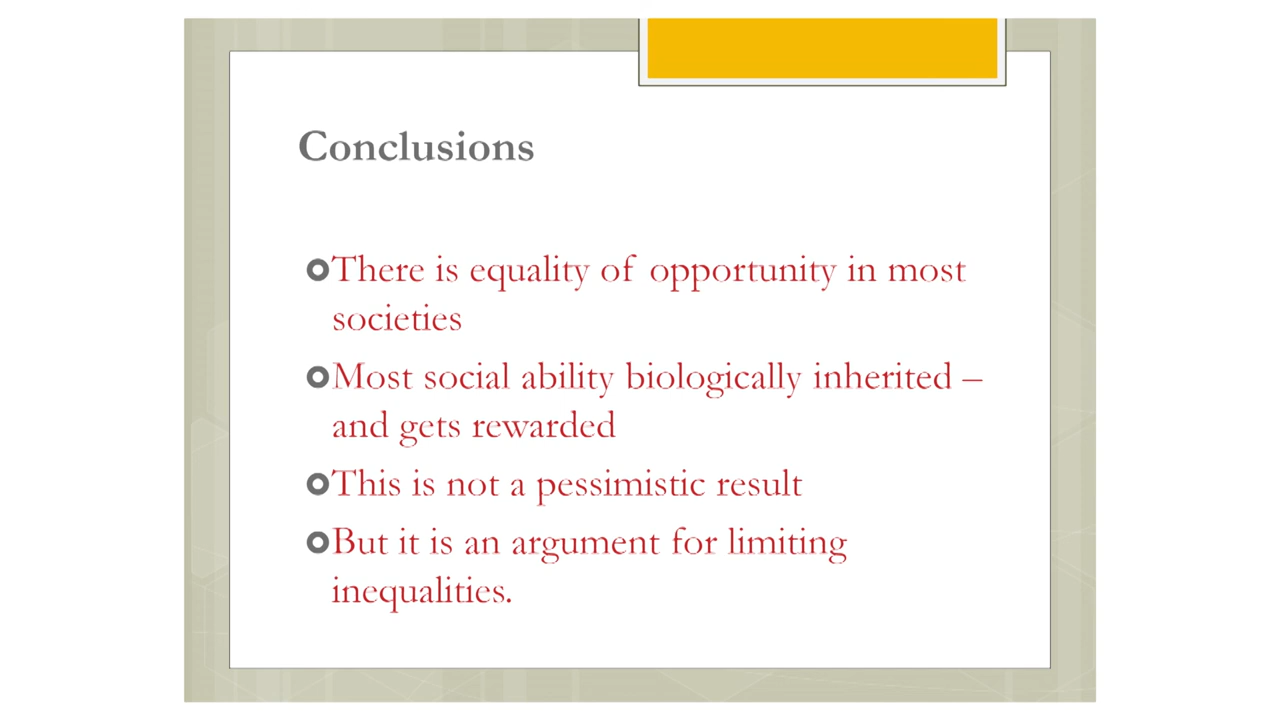 Conclusions
There is equality of opportunity in most
societies
Most social ability biologically inherited –
and gets rewarded
This is not a pessimistic result
But it is an argument for limiting
inequalities.